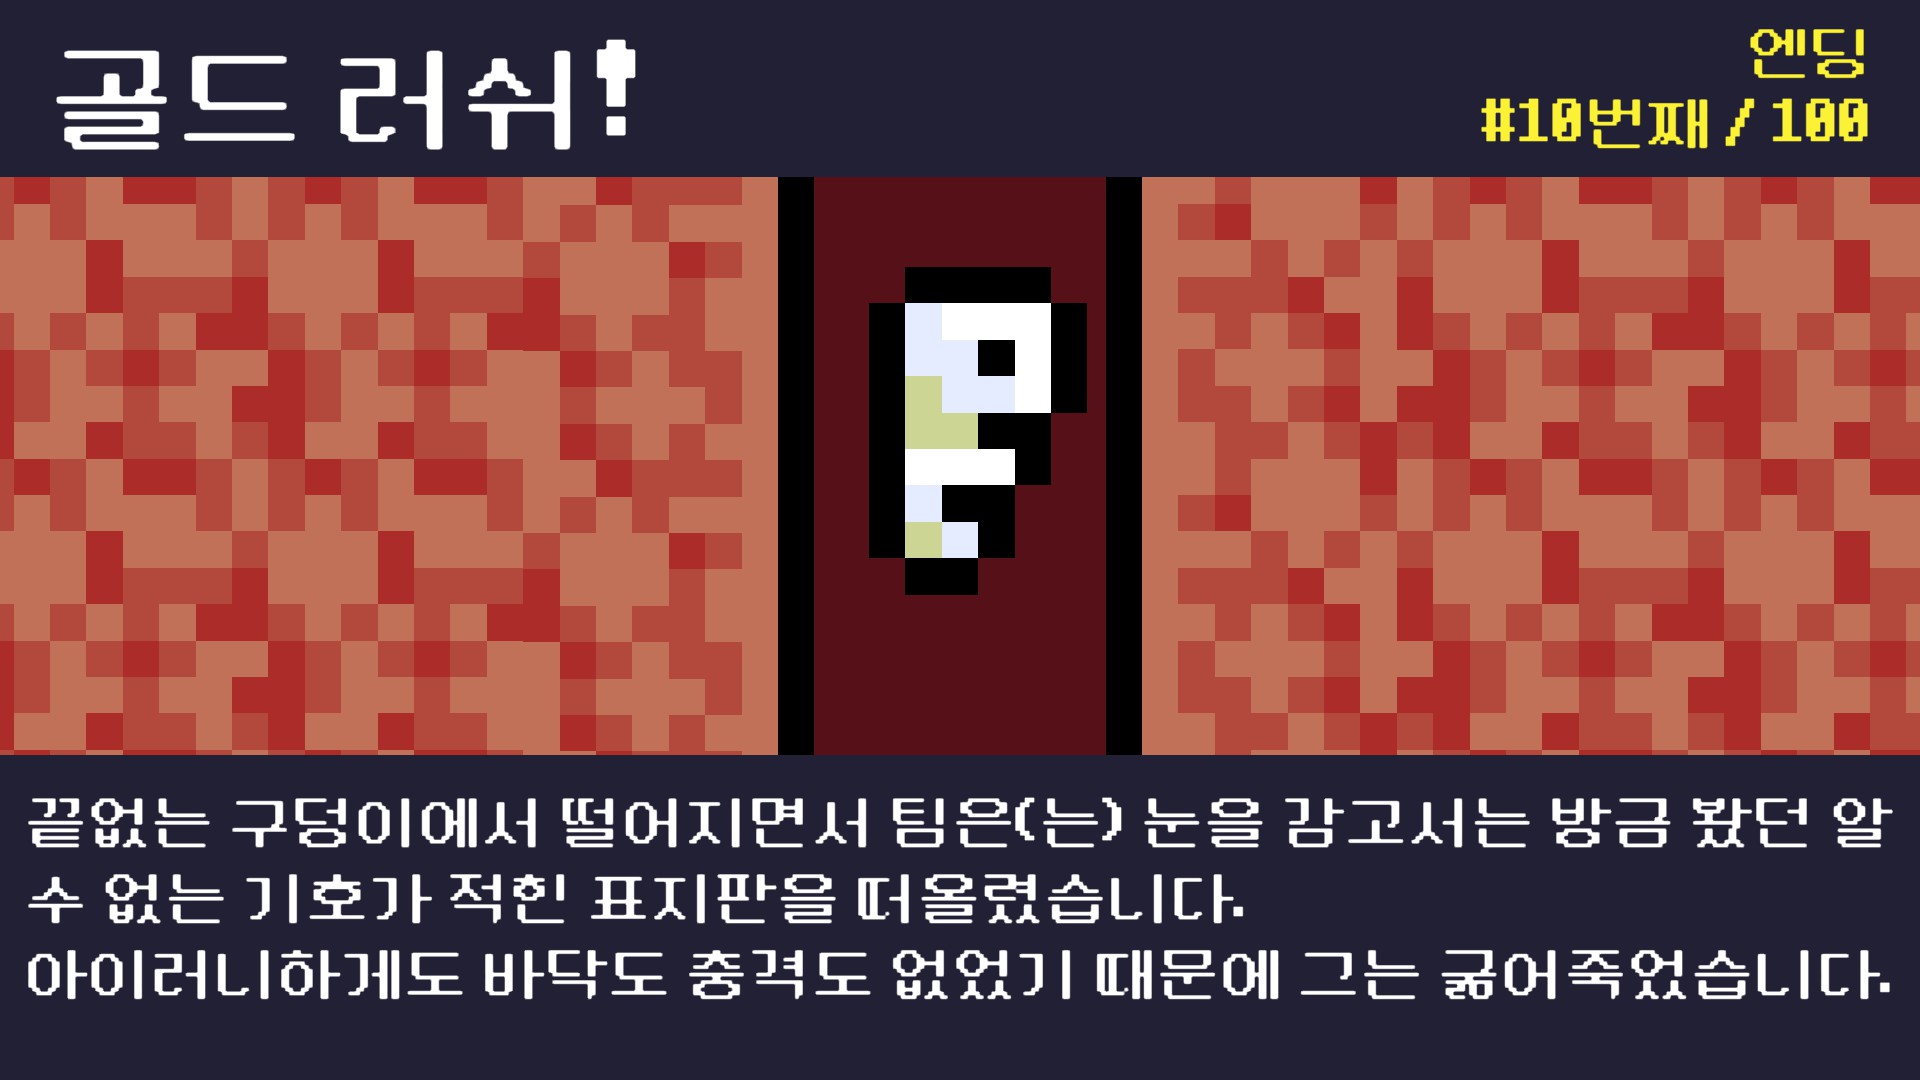 골드 러쉬!
엔딩
#10번째 / 100
끝없는 구덩이에서 떨어지면서 팀은(는) 눈을 감고서는 방금 봤던 알
수 없는 기호가 적힌 표지판을 떠올렸습니다.
아이러니하게도 바닥도 충격도 없었기 때문에 그는 굶어죽었습니다.